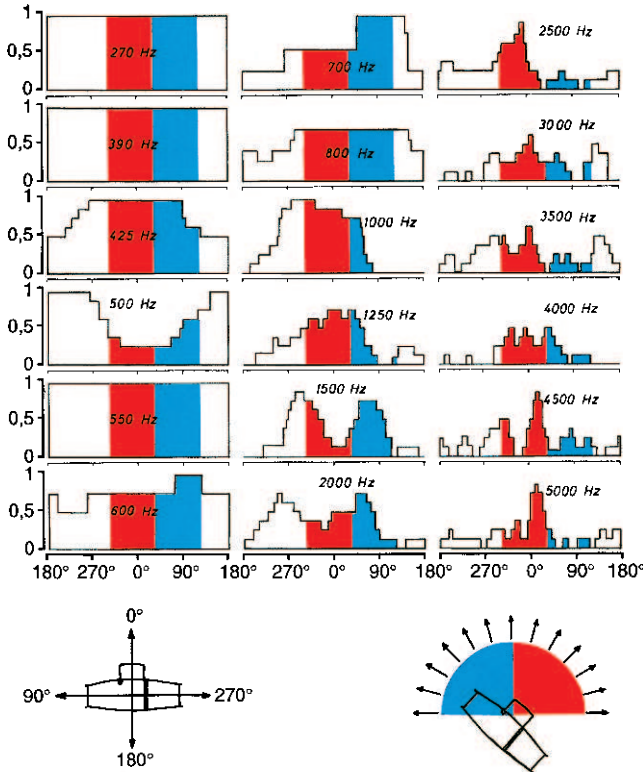 1
0,5
0
270 Hz
700 Hz
2500 Hz
1
0,5
0
390 Hz
800 Hz
3000 Hz
1
0,5
0
425 Hz
1000 Hz
3500 Hz
1
0,5
0
500 Hz
1250 Hz
4000 Hz
1
0,5
0
550 Hz
1500 Hz
4500 Hz
1
0,5
0
600 Hz
2000 Hz
5000 Hz
180° 270° 0° 90° 180° 270° 0° 90° 180° 270° 0° 90° 180°
0°
90° 270°
180°